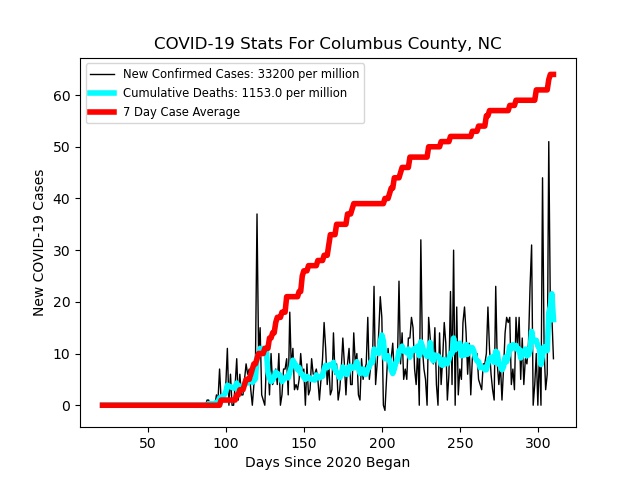 COVID-19 Stats For Columbus County, NC
New Confirmed Cases: 33200 per million
Cumulative Deaths: 1153.0 per million
7 Day Case Average
60
50
40
30
20
10
0
New COVID-19 Cases
50 100 150 200 250 300
Days Since 2020 Began